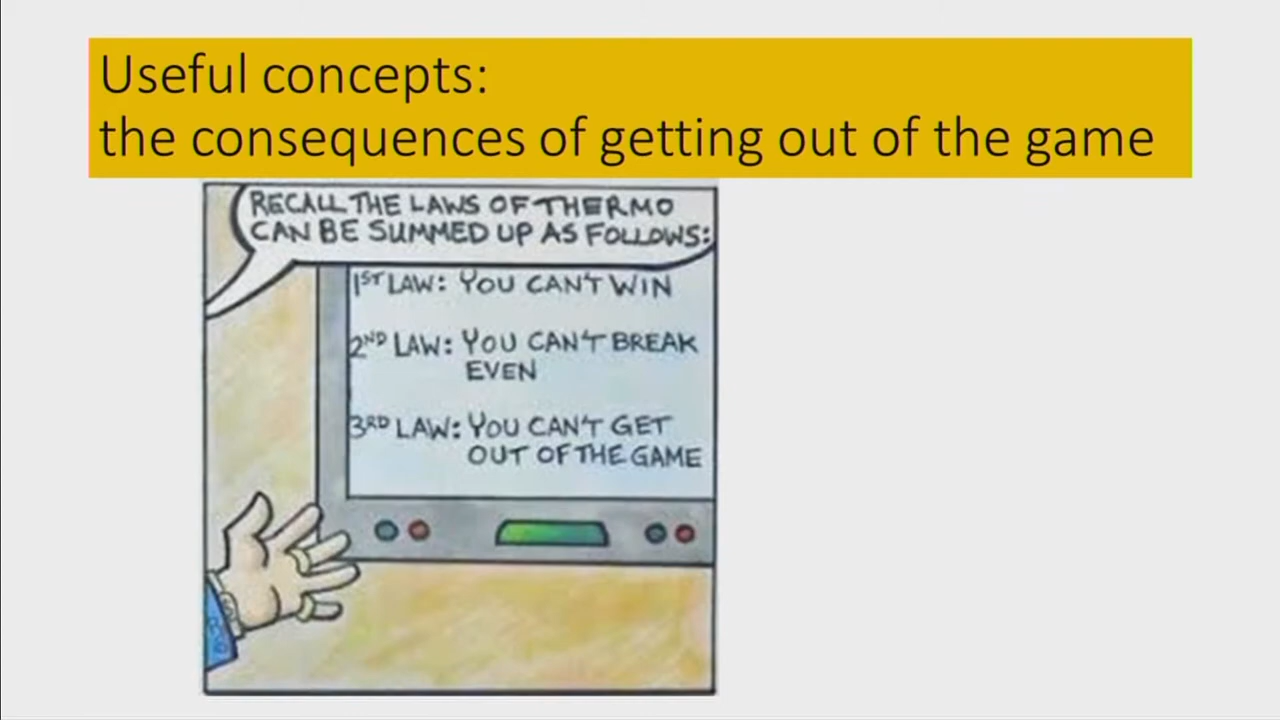 Useful concepts:
the consequences of getting out of the game
RECALL THE LAWS OF THERMO
CAN BE SUMMED UP AS FOLLOWS:
1ST LAW: YOU CAN'T WIN
2ND LAW: YOU CAN'T BREAK
EVEN
3RD LAW: YOU CAN'T GET
OUT OF THE GAME